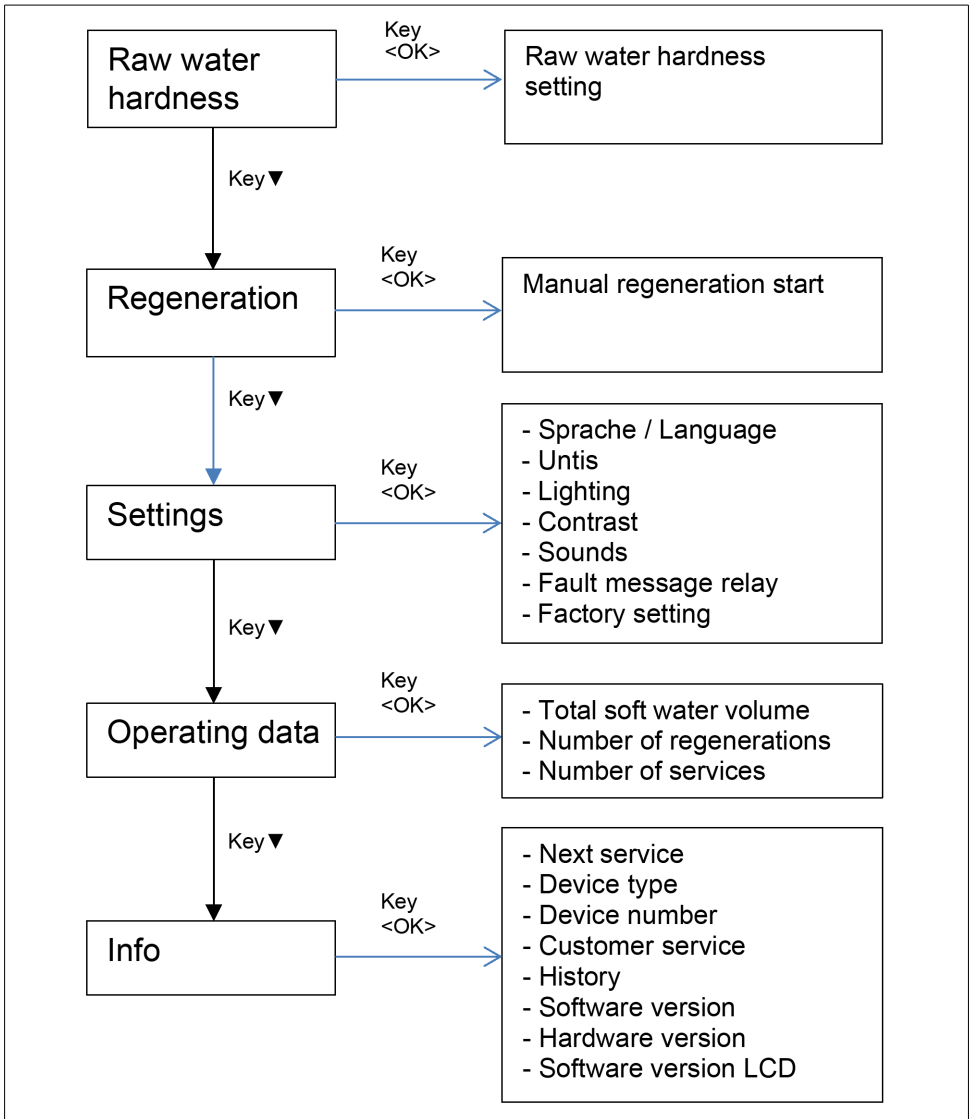 Raw water
hardness
Key
<OK>
Raw water hardness
setting
Key▼
Regeneration
Key
<OK>
Manual regeneration start
Key▼
Settings
Key
<OK>
- Sprache / Language
- Untis
- Lighting
- Contrast
- Sounds
- Fault message relay
- Factory setting
Key▼
Operating data
Key
<OK>
- Total soft water volume
- Number of regenerations
- Number of services
Key▼
Info
Key
<OK>
- Next service
- Device type
- Device number
- Customer service
- History
- Software version
- Hardware version
- Software version LCD